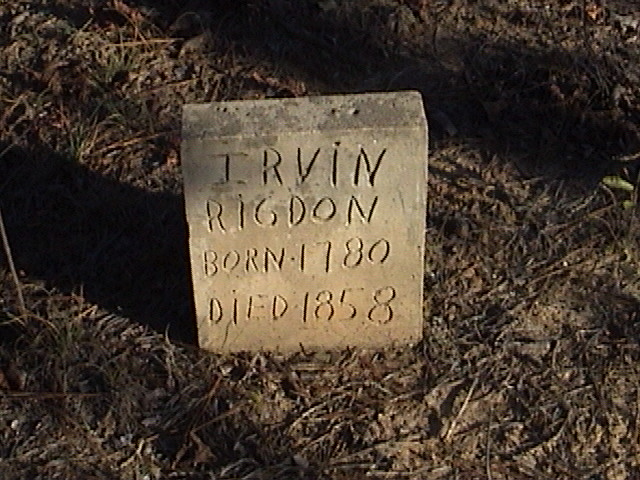 IRViN
RiGDON
BORN·1780
DiED 1858